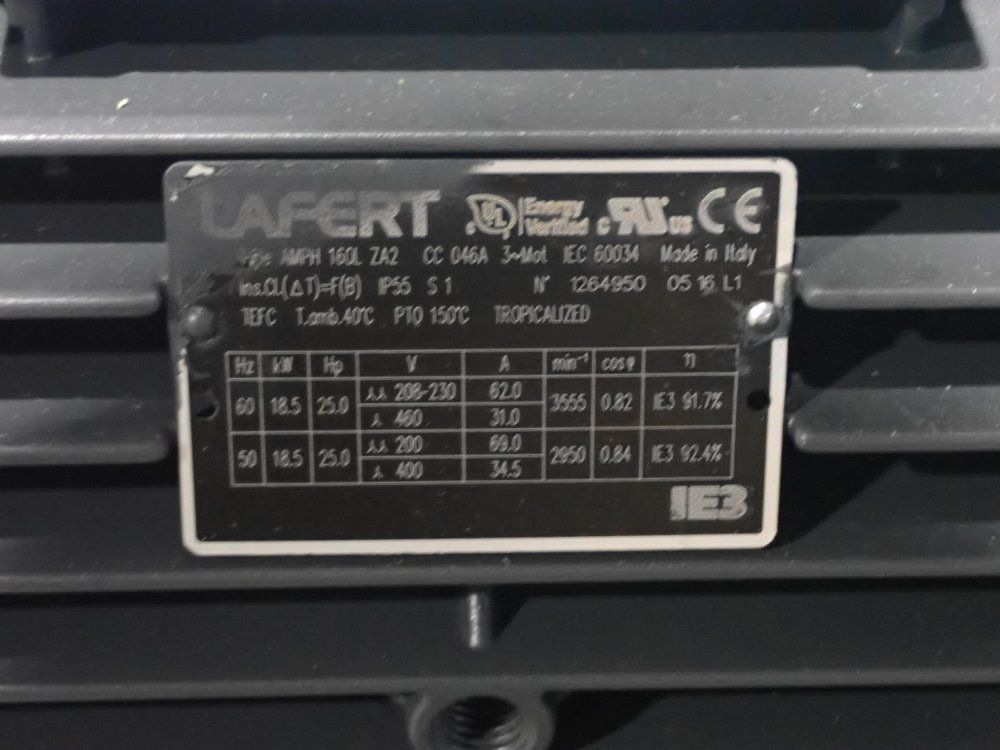 LAFERT UL Energy Verified c UL us CE
Type AMPH 160L ZA2 CC 046A 3~Mot IEC 60034 Made in Italy
ins.Cl.(ΔT)=F(B) IP55 S1 N° 1264950 05 16 L1
TEFC T.amb.40°C PTO 150°C TROPICALIZED
Hz kW Hp V A min⁻¹ cosφ η
60 18.5 25.0 ⅄⅄ 208-230 62.0 3555 0.82 IE3 91.7%
⅄ 460 31.0
50 18.5 25.0 ⅄⅄ 200 69.0 2950 0.84 IE3 92.4%
⅄ 400 34.5
IE3